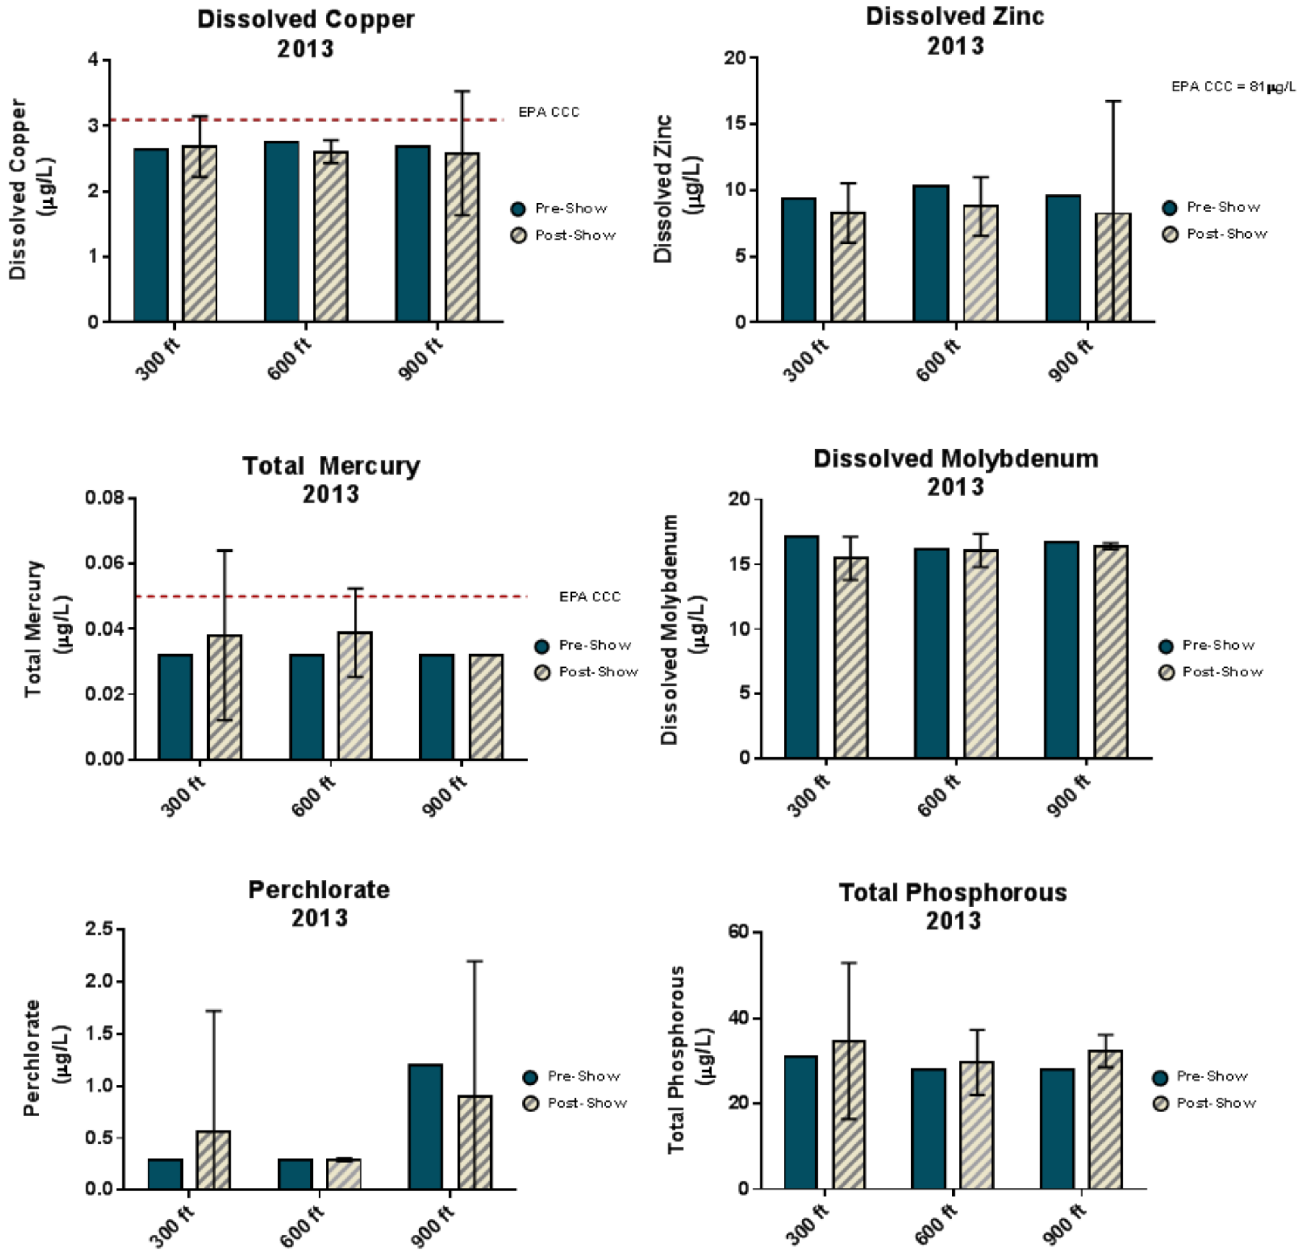 Dissolved Copper
2013
Dissolved Copper
(µg/L)
4
3
2
1
0
EPA CCC
Pre-Show
Post-Show
300 ft
600 ft
900 ft
Dissolved Zinc
2013
Dissolved Zinc
(µg/L)
20
15
10
5
0
EPA CCC = 81µg/L
Pre-Show
Post-Show
300 ft
600 ft
900 ft
Total Mercury
2013
Total Mercury
(µg/L)
0.08
0.06
0.04
0.02
0.00
EPA CCC
Pre-Show
Post-Show
300 ft
600 ft
900 ft
Dissolved Molybdenum
2013
Dissolved Molybdenum
(µg/L)
20
15
10
5
0
Pre-Show
Post-Show
300 ft
600 ft
900 ft
Perchlorate
2013
Perchlorate
(µg/L)
2.5
2.0
1.5
1.0
0.5
0.0
Pre-Show
Post-Show
300 ft
600 ft
900 ft
Total Phosphorous
2013
Total Phosphorous
(µg/L)
60
40
20
0
Pre-Show
Post-Show
300 ft
600 ft
900 ft